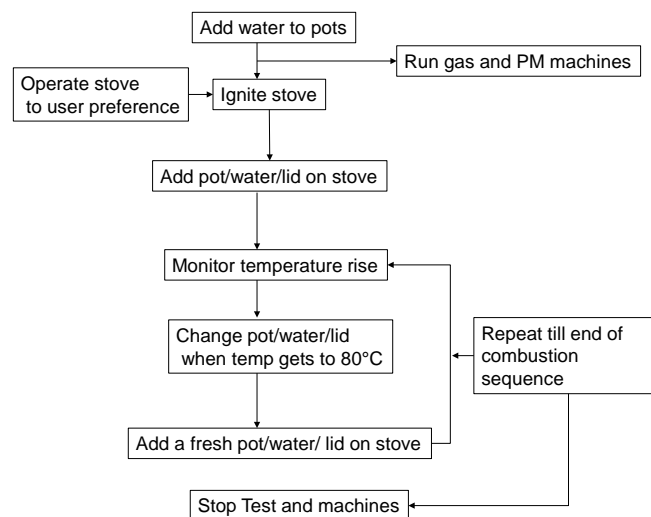 Add water to pots
Run gas and PM machines
Operate stove
to user preference
Ignite stove
Add pot/water/lid on stove
Monitor temperature rise
Change pot/water/lid
when temp gets to 80°C
Repeat till end of
combustion
sequence
Add a fresh pot/water/ lid on stove
Stop Test and machines